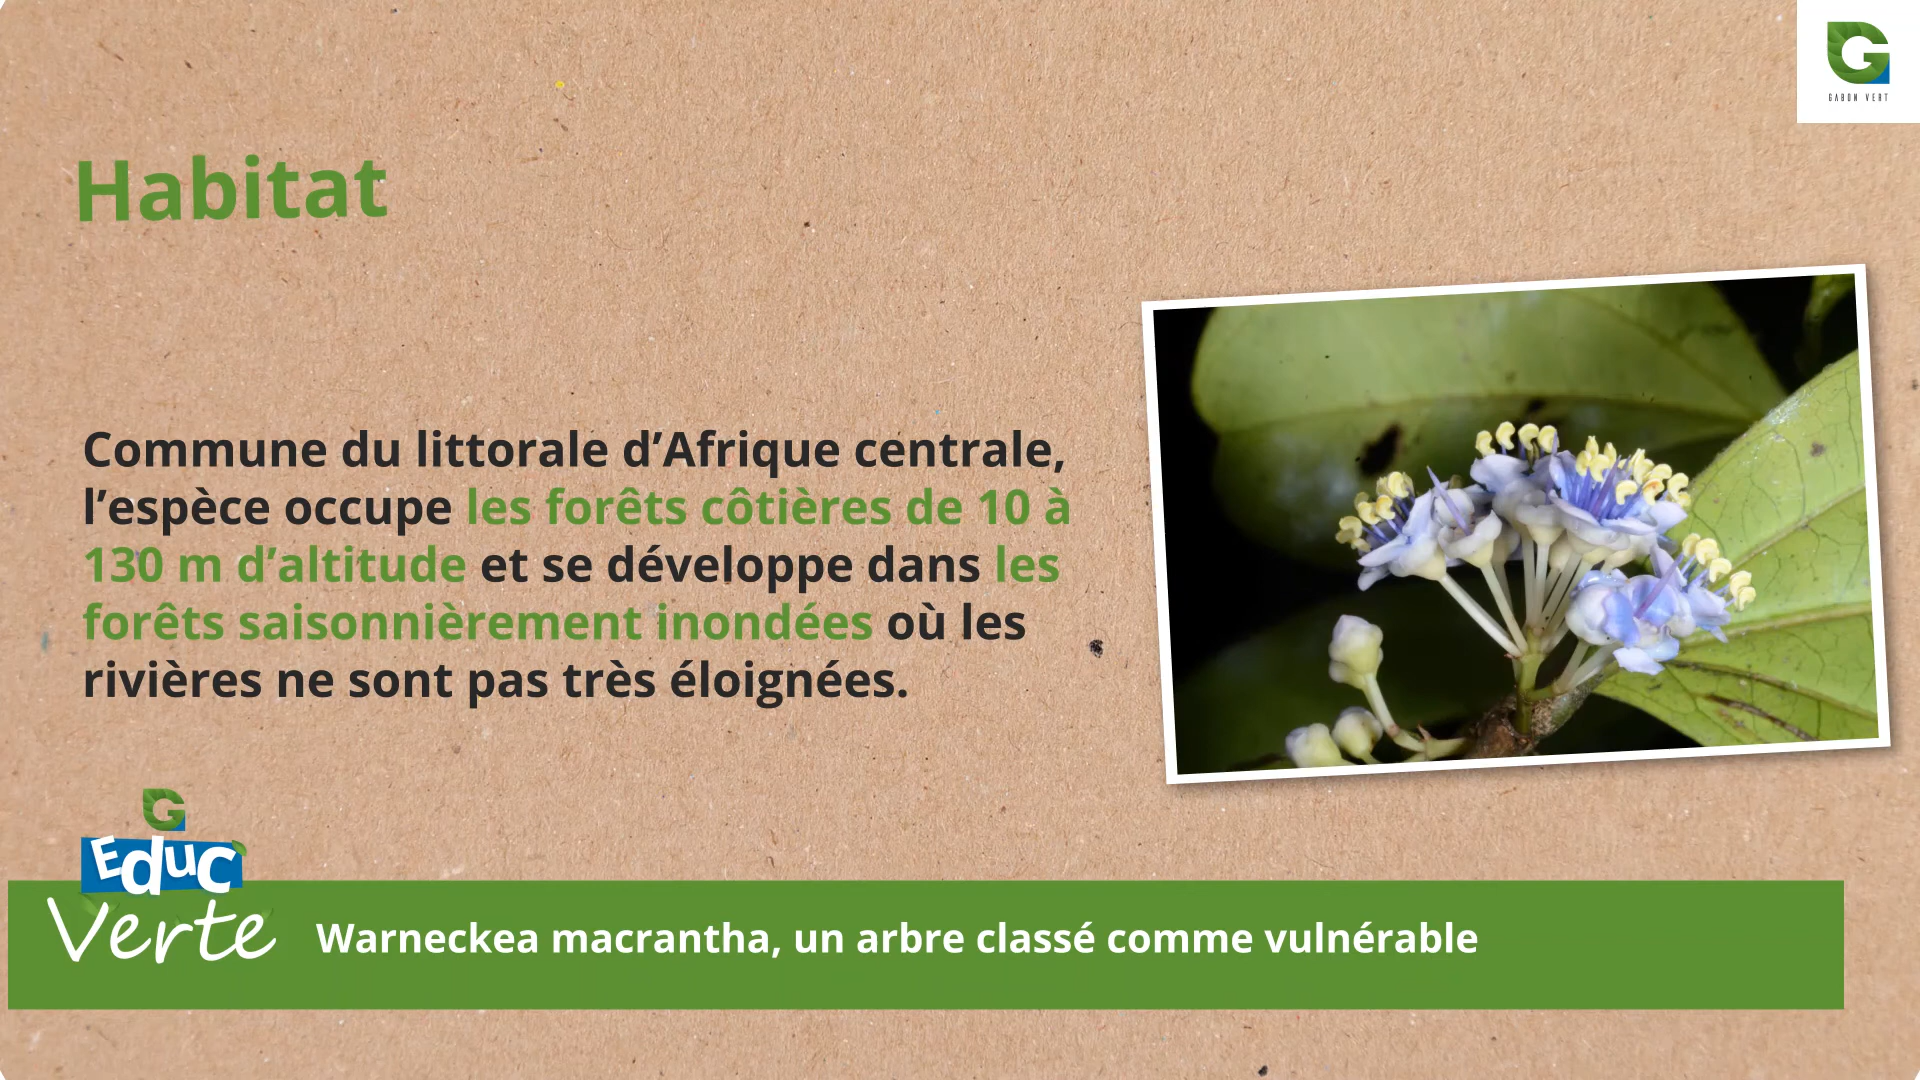 GABON VERT
Habitat
Commune du littorale d’Afrique centrale,
l’espèce occupe les forêts côtières de 10 à
130 m d’altitude et se développe dans les
forêts saisonnièrement inondées où les
rivières ne sont pas très éloignées.
Educ
Verte
Warneckea macrantha, un arbre classé comme vulnérable